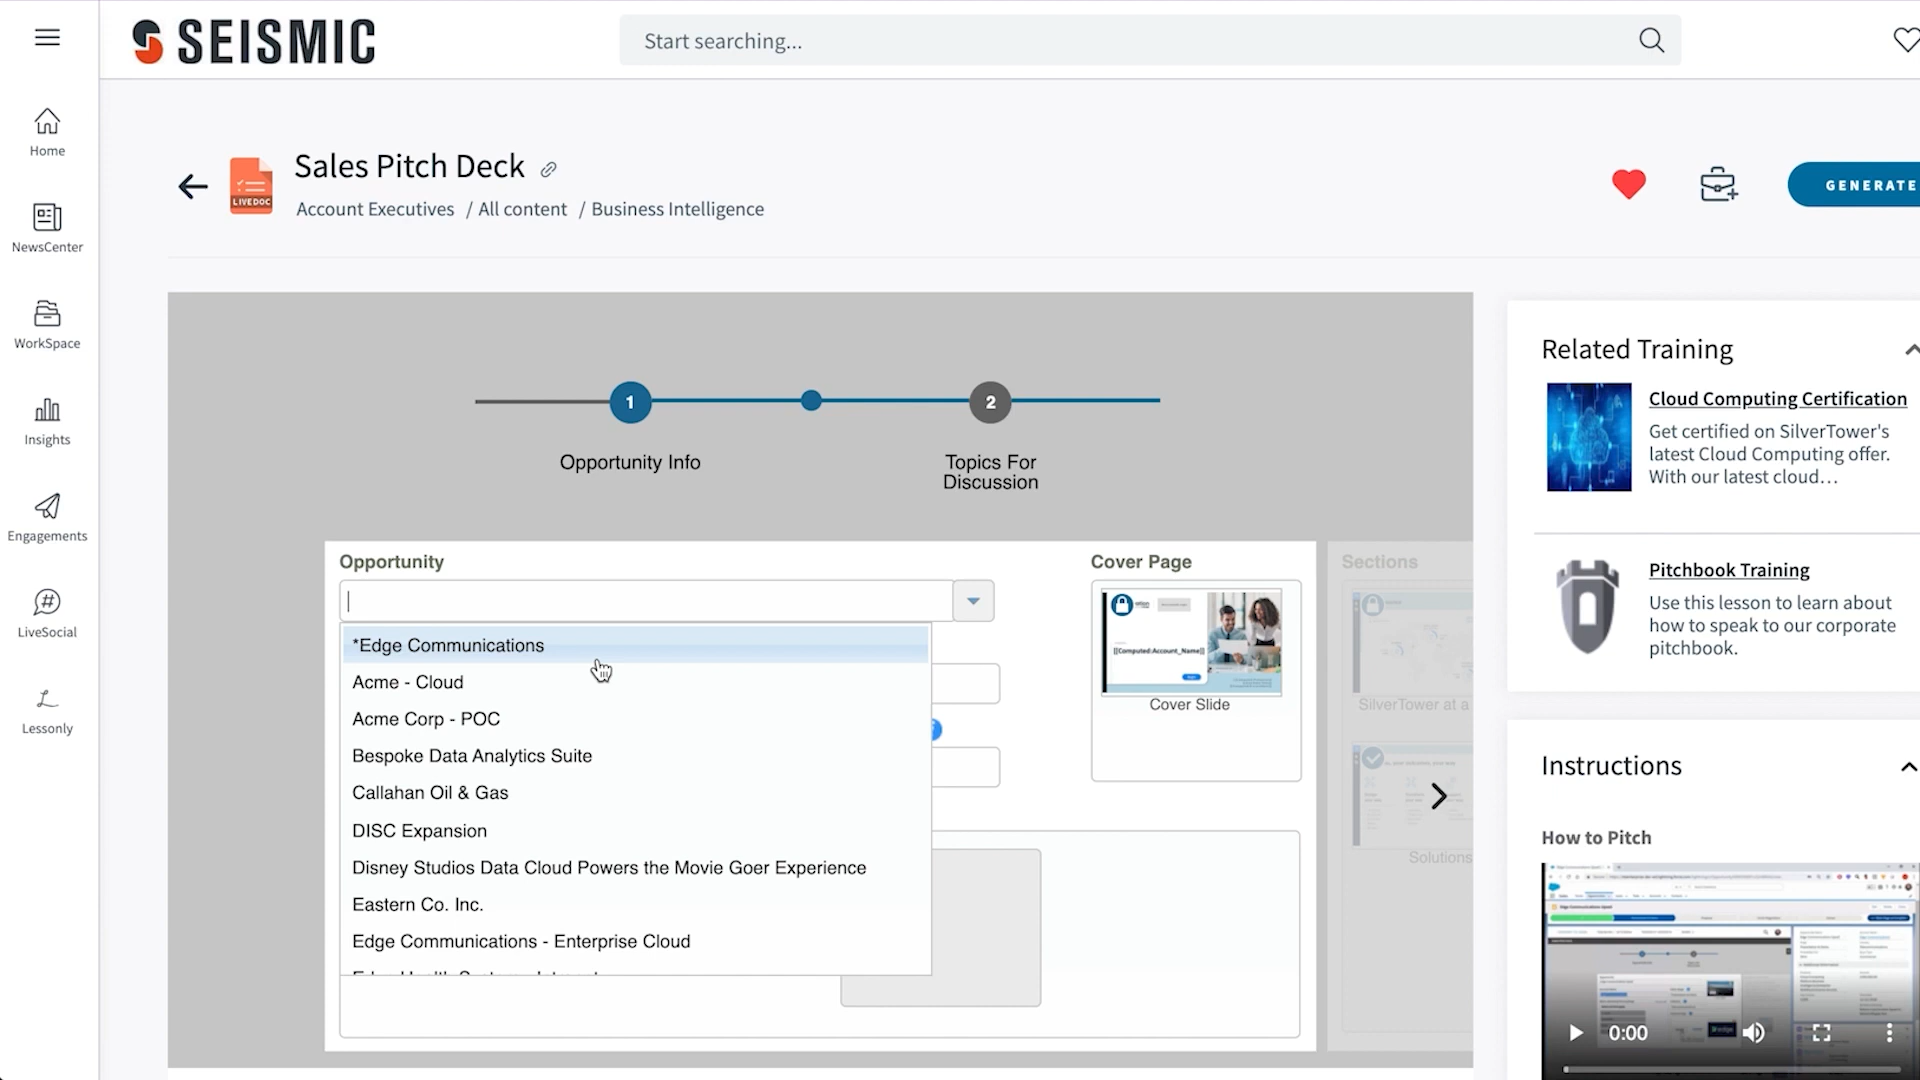 SEISMIC
Start searching...
Home
NewsCenter
WorkSpace
Insights
Engagements
LiveSocial
Lessonly
LIVEDOC
Sales Pitch Deck
Account Executives / All content / Business Intelligence
GENERATE
1
2
Opportunity Info
Topics For
Discussion
Opportunity
*Edge Communications
Acme - Cloud
Acme Corp - POC
Bespoke Data Analytics Suite
Callahan Oil & Gas
DISC Expansion
Disney Studios Data Cloud Powers the Movie Goer Experience
Eastern Co. Inc.
Edge Communications - Enterprise Cloud
Cover Page
[[Computed:Account_Name]]
Cover Slide
Sections
SilverTower at a
Solutions
Related Training
Cloud Computing Certification
Get certified on SilverTower's
latest Cloud Computing offer.
With our latest cloud...
Pitchbook Training
Use this lesson to learn about
how to speak to our corporate
pitchbook.
Instructions
How to Pitch
0:00